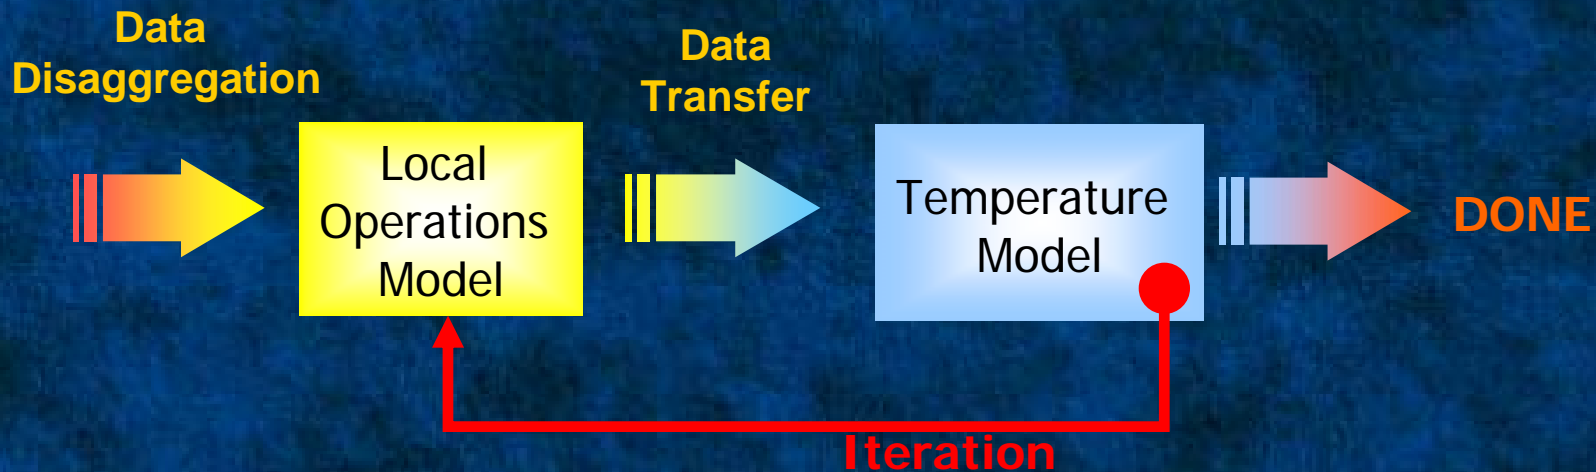 Data
Disaggregation
Local
Operations
Model
Data
Transfer
Temperature
Model
DONE
Iteration